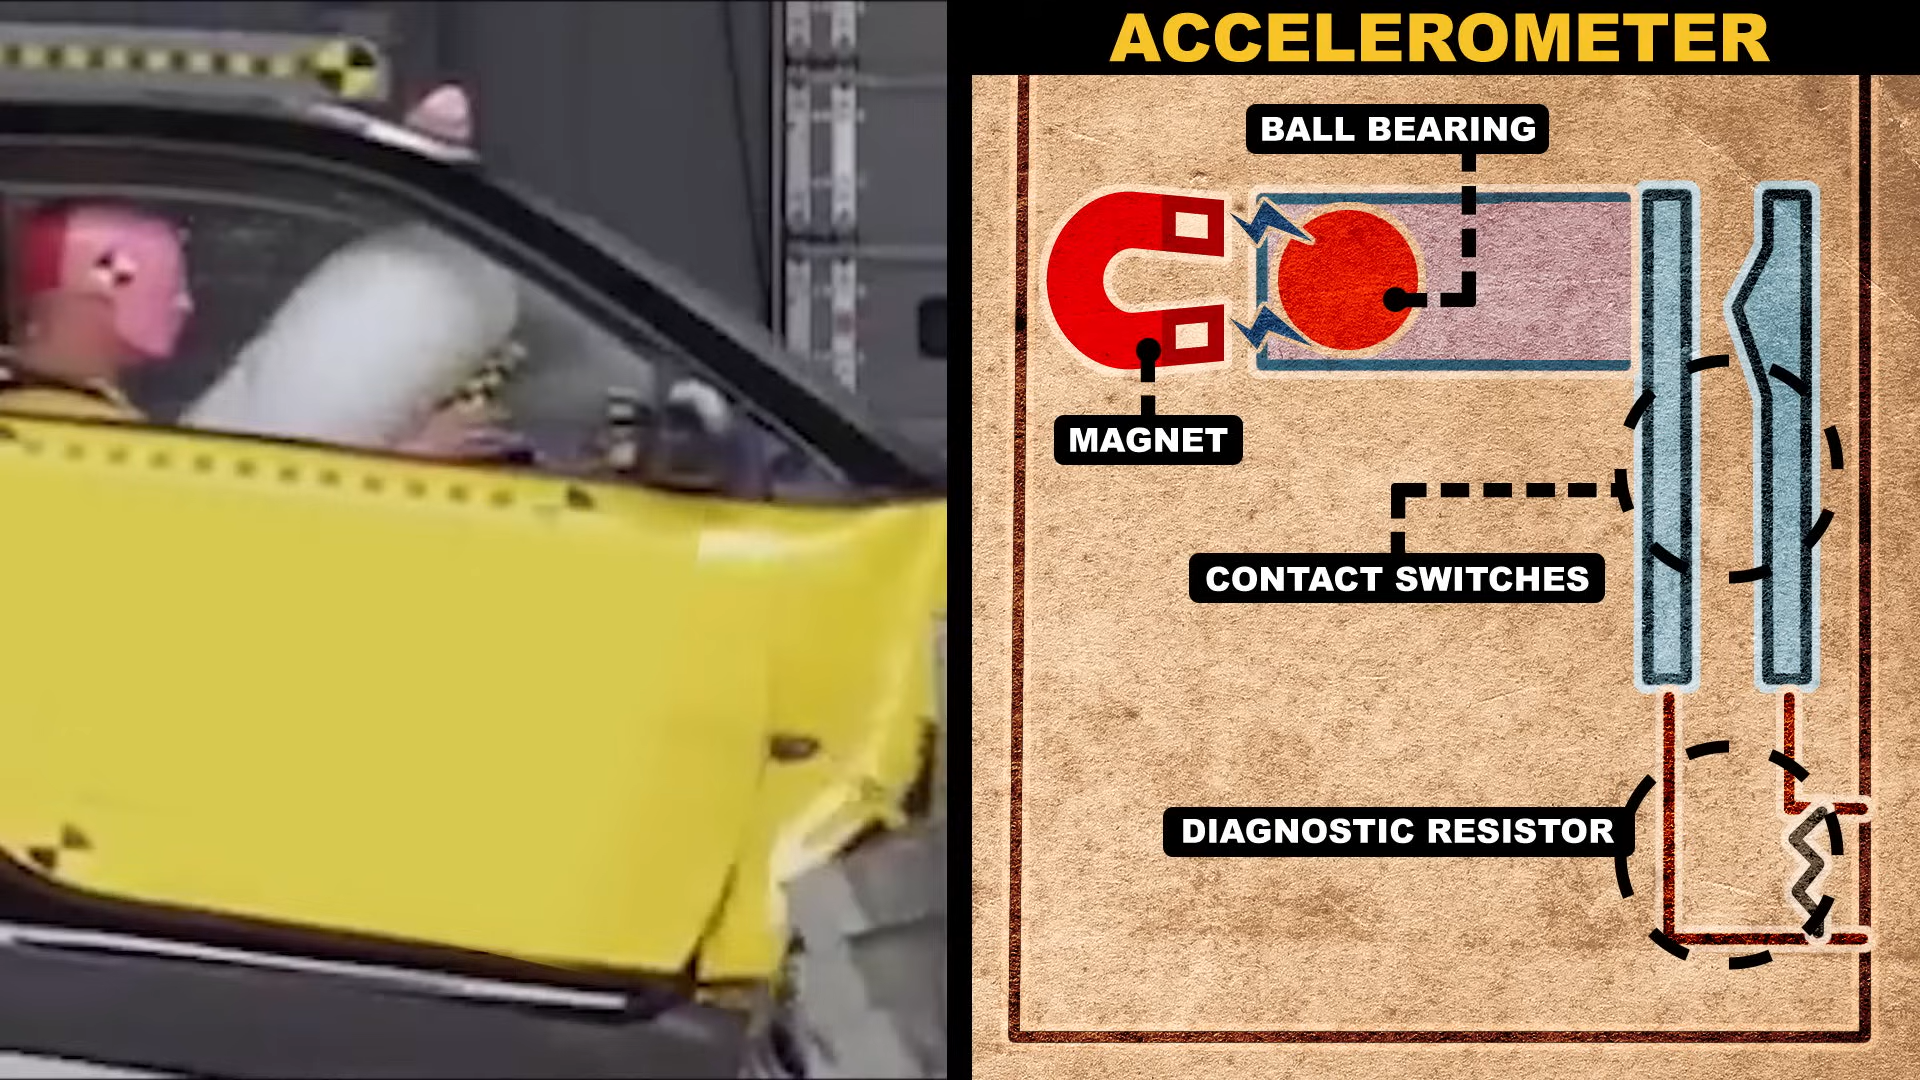 ACCELEROMETER
BALL BEARING
MAGNET
CONTACT SWITCHES
DIAGNOSTIC RESISTOR